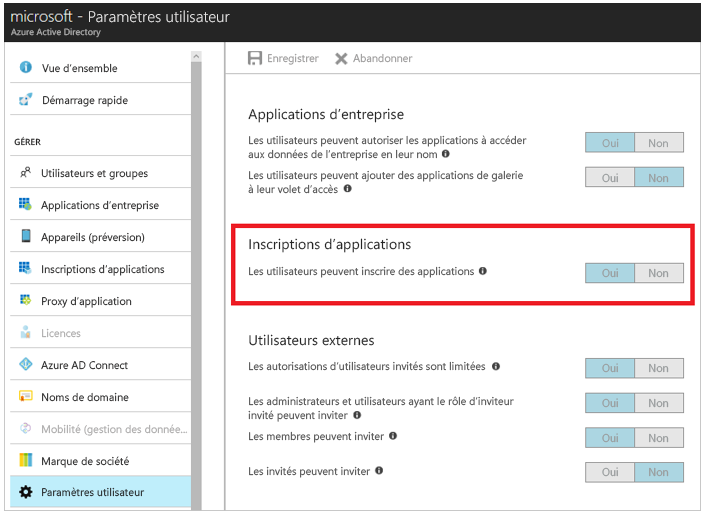 microsoft - Paramètres utilisateur
Azure Active Directory
Vue d'ensemble
Démarrage rapide
GÉRER
Utilisateurs et groupes
Applications d'entreprise
Appareils (préversion)
Inscriptions d'applications
Proxy d'application
Licences
Azure AD Connect
Noms de domaine
Mobilité (gestion des donnée...
Marque de société
Paramètres utilisateur
Enregistrer Abandonner
Applications d'entreprise
Les utilisateurs peuvent autoriser les applications à accéder
aux données de l'entreprise en leur nom
Oui Non
Les utilisateurs peuvent ajouter des applications de galerie
à leur volet d'accès
Oui Non
Inscriptions d'applications
Les utilisateurs peuvent inscrire des applications
Oui Non
Utilisateurs externes
Les autorisations d'utilisateurs invités sont limitées
Oui Non
Les administrateurs et utilisateurs ayant le rôle d'inviteur
invité peuvent inviter
Oui Non
Les membres peuvent inviter
Oui Non
Les invités peuvent inviter
Oui Non